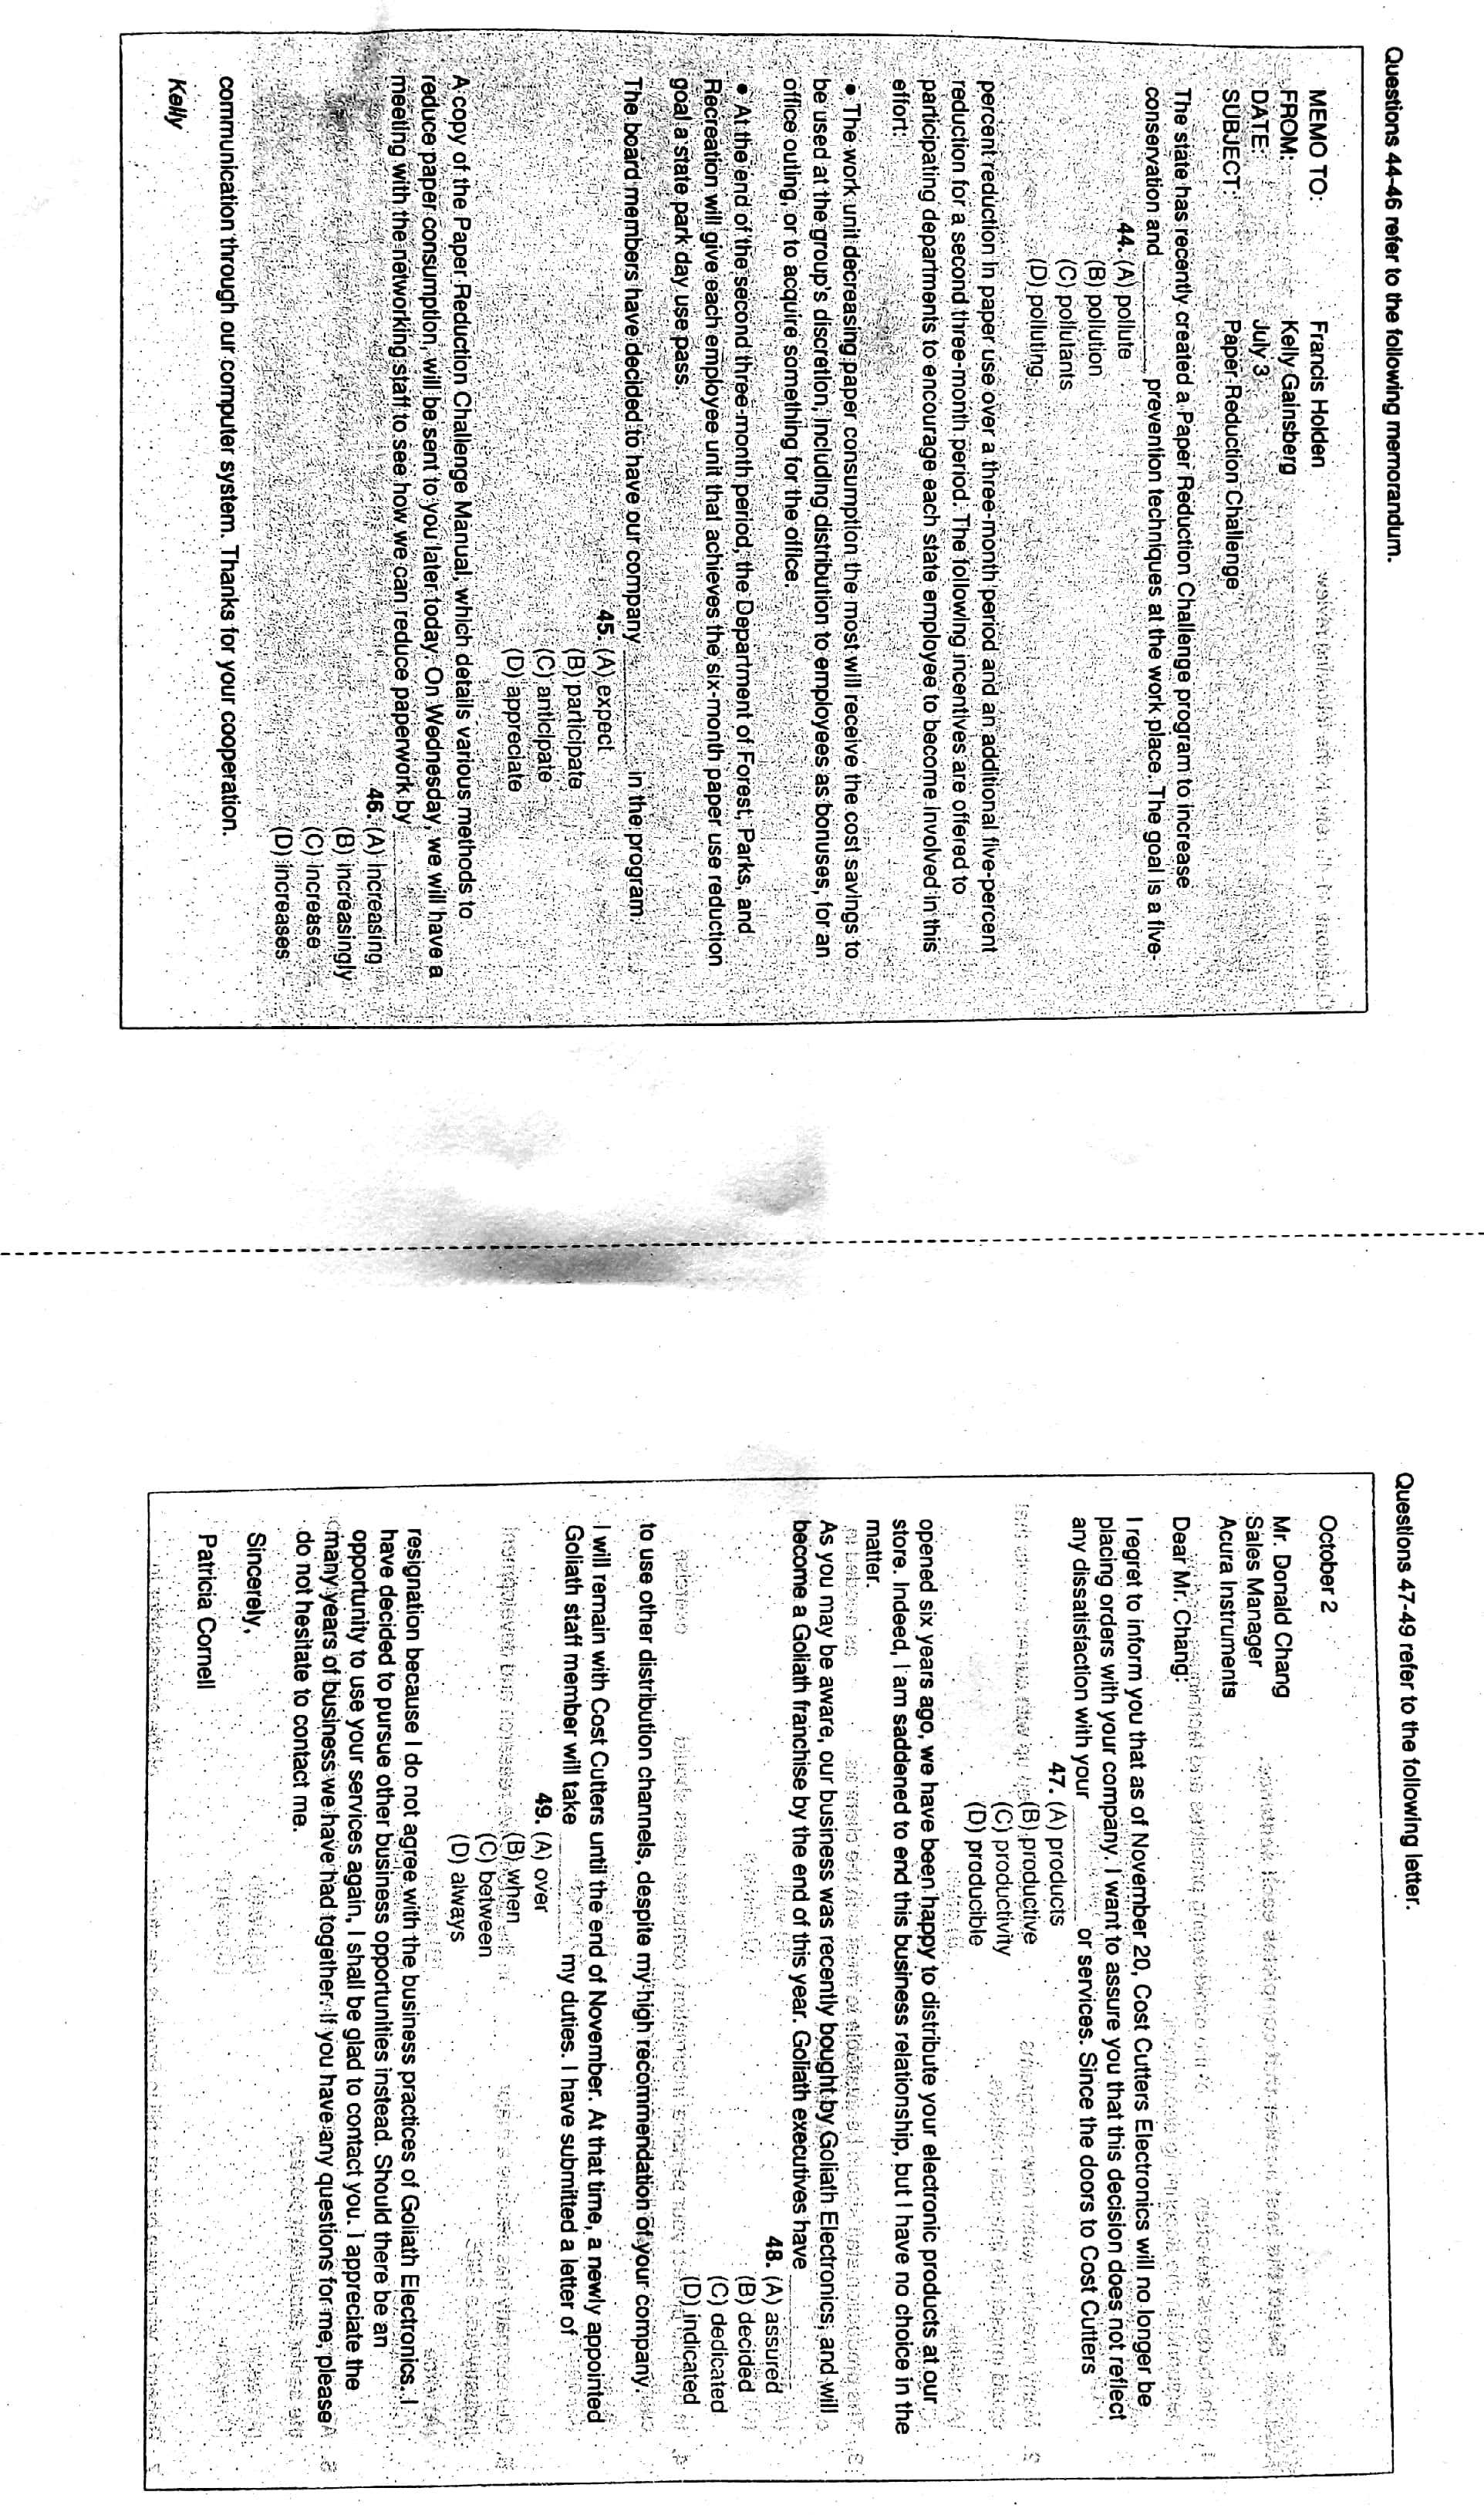 Questions 44-46 refer to the following memorandum.
MEMO TO: Francis Holden
FROM: Kelly Gainsberg
DATE: July 3
SUBJECT: Paper Reduction Challenge
The state has recently created a Paper Reduction Challenge program to increase
conservation and ________ prevention techniques at the work place. The goal is a five-
44. (A) pollute
(B) pollution
(C) pollutants
(D) polluting
percent reduction in paper use over a three-month period and an additional five-percent
reduction for a second three-month period. The following incentives are offered to
participating departments to encourage each state employee to become involved in this
effort:
• The work unit decreasing paper consumption the most will receive the cost savings to
be used at the group's discretion, including distribution to employees as bonuses, for an
office outing, or to acquire something for the office.
• At the end of the second three-month period, the Department of Forest, Parks, and
Recreation will give each employee unit that achieves the six-month paper use reduction
goal a state park day use pass.
The board members have decided to have our company ________ in the program.
45. (A) expect
(B) participate
(C) anticipate
(D) appreciate
A copy of the Paper Reduction Challenge Manual, which details various methods to
reduce paper consumption, will be sent to you later today. On Wednesday, we will have a
meeting with the networking staff to see how we can reduce paperwork by ________
46. (A) increasing
(B) increasingly
(C) increase
(D) increases
communication through our computer system. Thanks for your cooperation.
Kelly
Questions 47-49 refer to the following letter.
October 2
Mr. Donald Chang
Sales Manager
Acura Instruments
Dear Mr. Chang:
I regret to inform you that as of November 20, Cost Cutters Electronics will no longer be
placing orders with your company. I want to assure you that this decision does not reflect
any dissatisfaction with your ________ or services. Since the doors to Cost Cutters
47. (A) products
(B) productive
(C) productivity
(D) producible
opened six years ago, we have been happy to distribute your electronic products at our
store. Indeed, I am saddened to end this business relationship, but I have no choice in the
matter.
As you may be aware, our business was recently bought by Goliath Electronics, and will
become a Goliath franchise by the end of this year. Goliath executives have ________
48. (A) assured
(B) decided
(C) dedicated
(D) indicated
to use other distribution channels, despite my high recommendation of your company.
I will remain with Cost Cutters until the end of November. At that time, a newly appointed
Goliath staff member will take ________ my duties. I have submitted a letter of
49. (A) over
(B) when
(C) between
(D) always
resignation because I do not agree with the business practices of Goliath Electronics. I
have decided to pursue other business opportunities instead. Should there be an
opportunity to use your services again, I shall be glad to contact you. I appreciate the
many years of business we have had together. If you have any questions for me, please
do not hesitate to contact me.
Sincerely,
Patricia Cornell